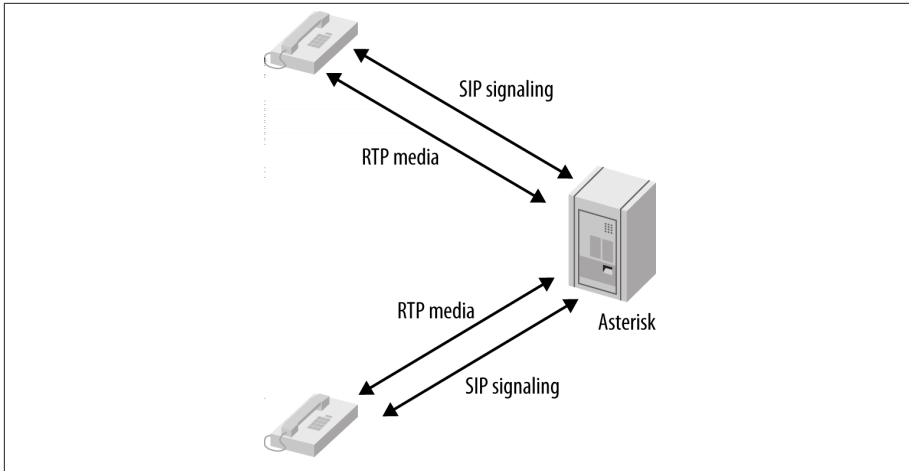 SIP signaling
RTP media
RTP media
Asterisk
SIP signaling